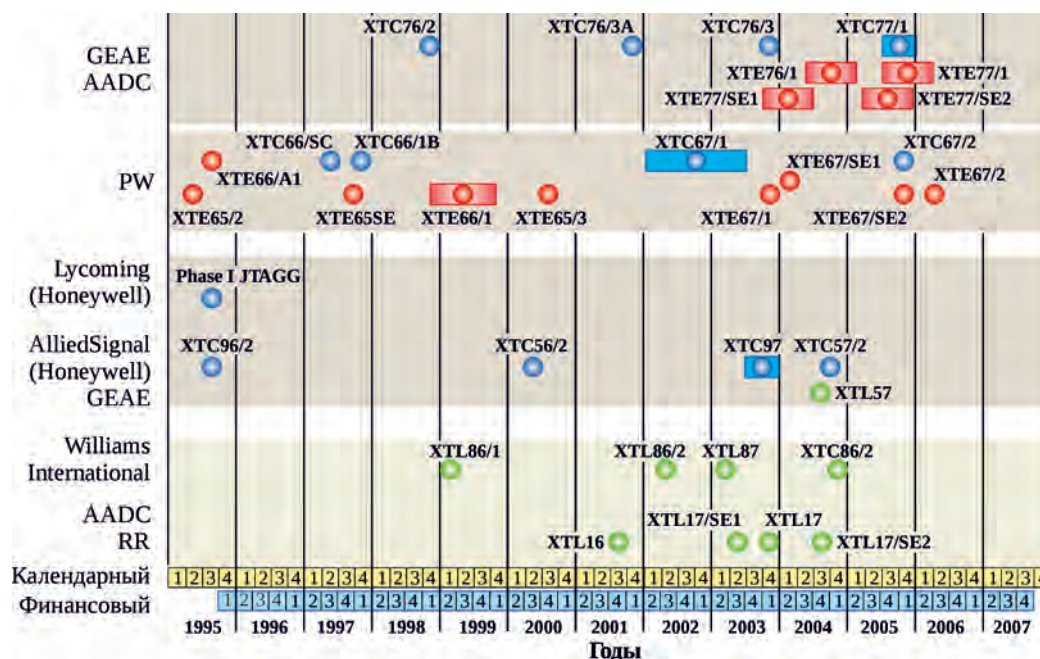 XTC76/2 XTC76/3A XTC76/3 XTC77/1
GEAE
AADC
XTE76/1 XTE77/1
XTE77/SE1 XTE77/SE2
XTC66/SC XTC66/1B XTC67/1 XTC67/2
PW
XTE66/A1 XTE67/SE1 XTE67/2
XTE65/2 XTE65SE XTE66/1 XTE65/3 XTE67/1 XTE67/SE2
Lycoming
(Honeywell)
Phase I JTAGG
AlliedSignal
(Honeywell)
GEAE
XTC96/2 XTC56/2 XTC97 XTC57/2
XTL57
Williams
International
XTL86/1 XTL86/2 XTL87 XTC86/2
AADC
RR
XTL17/SE1 XTL17
XTL16 XTL17/SE2
Календарный 1 2 3 4 1 2 3 4 1 2 3 4 1 2 3 4 1 2 3 4 1 2 3 4 1 2 3 4 1 2 3 4 1 2 3 4 1 2 3 4 1 2 3 4 1 2 3 4 1 2 3 4
Финансовый 1 2 3 4 1 2 3 4 1 2 3 4 1 2 3 4 1 2 3 4 1 2 3 4 1 2 3 4 1 2 3 4 1 2 3 4 1 2 3 4 1 2 3 4 1 2 3 4
1995 1996 1997 1998 1999 2000 2001 2002 2003 2004 2005 2006 2007
Годы